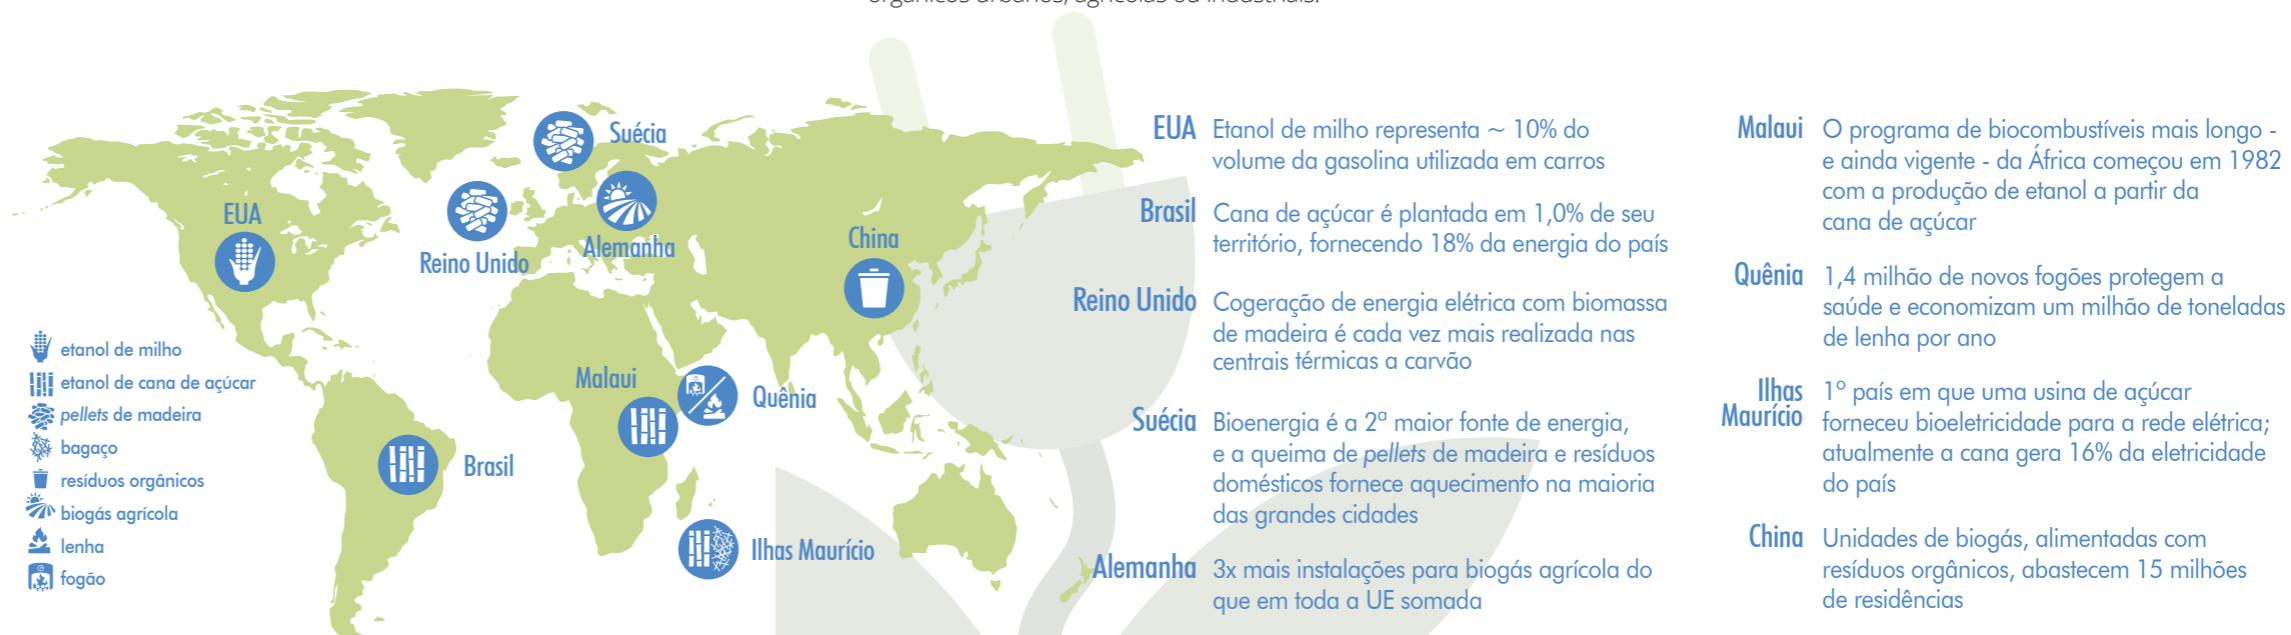 orgânicos urbanos, agrícolas ou industriais.
Suécia
EUA
Reino Unido
Alemanha
China
Malaui
Quênia
Brasil
Ilhas Maurício
etanol de milho
etanol de cana de açúcar
pellets de madeira
bagaço
resíduos orgânicos
biogás agrícola
lenha
fogão
EUA Etanol de milho representa ~ 10% do
volume da gasolina utilizada em carros
Brasil Cana de açúcar é plantada em 1,0% de seu
território, fornecendo 18% da energia do país
Reino Unido Cogeração de energia elétrica com biomassa
de madeira é cada vez mais realizada nas
centrais térmicas a carvão
Suécia Bioenergia é a 2ª maior fonte de energia,
e a queima de pellets de madeira e resíduos
domésticos fornece aquecimento na maioria
das grandes cidades
Alemanha 3x mais instalações para biogás agrícola do
que em toda a UE somada
Malaui O programa de biocombustíveis mais longo -
e ainda vigente - da África começou em 1982
com a produção de etanol a partir da
cana de açúcar
Quênia 1,4 milhão de novos fogões protegem a
saúde e economizam um milhão de toneladas
de lenha por ano
Ilhas
Maurício
1º país em que uma usina de açúcar
forneceu bioeletricidade para a rede elétrica;
atualmente a cana gera 16% da eletricidade
do país
China Unidades de biogás, alimentadas com
resíduos orgânicos, abastecem 15 milhões
de residências